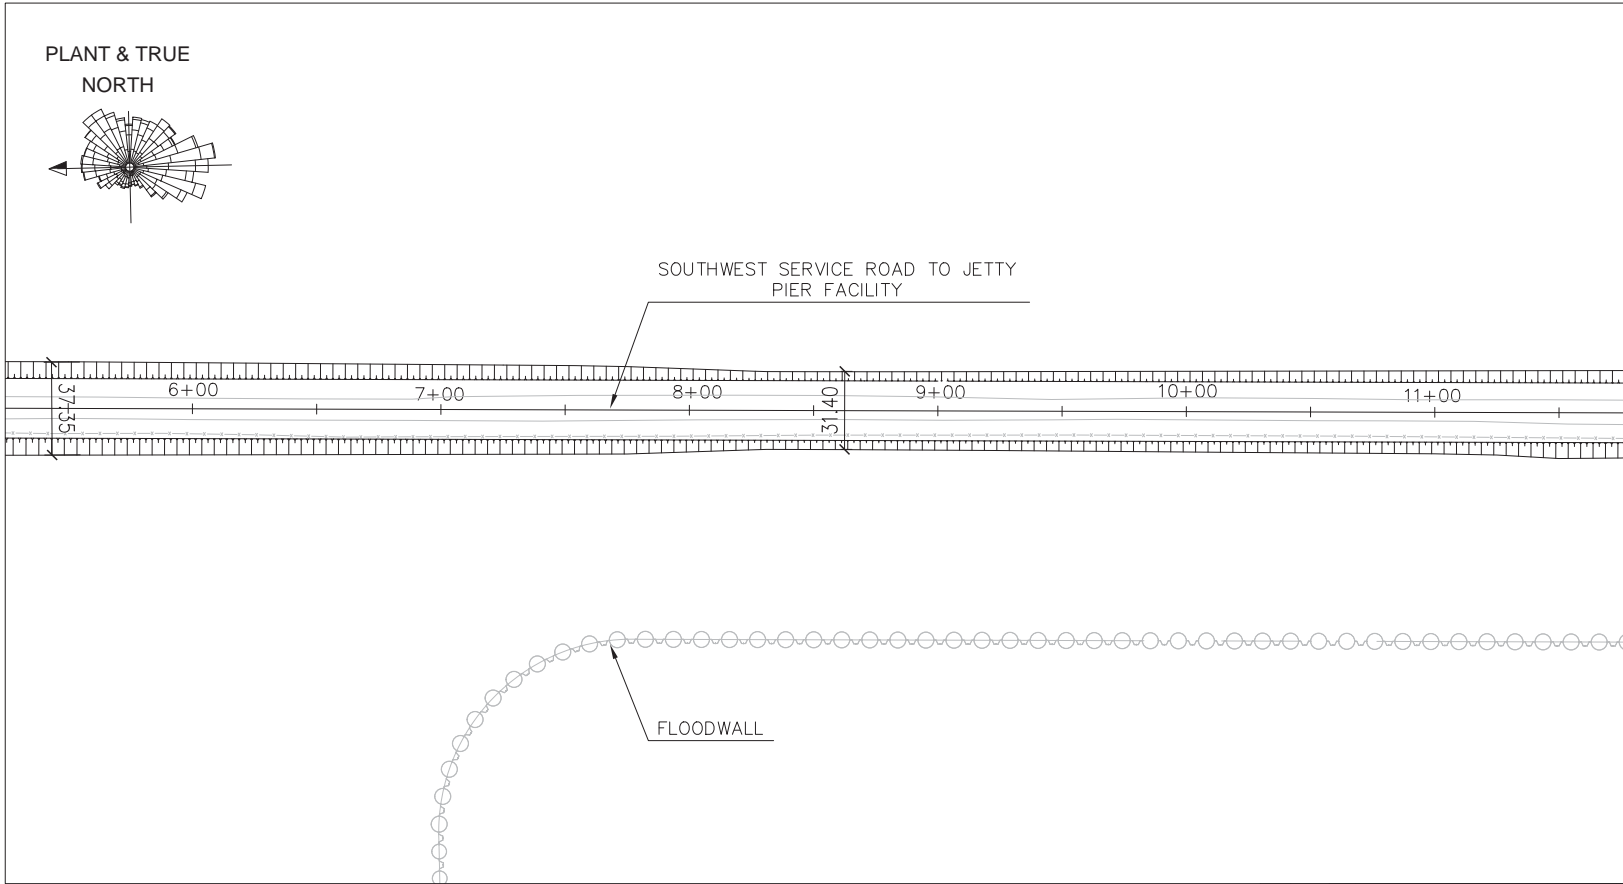 PLANT & TRUE
NORTH
SOUTHWEST SERVICE ROAD TO JETTY
PIER FACILITY
37.35
6+00
7+00
8+00
31.40
9+00
10+00
11+00
FLOODWALL